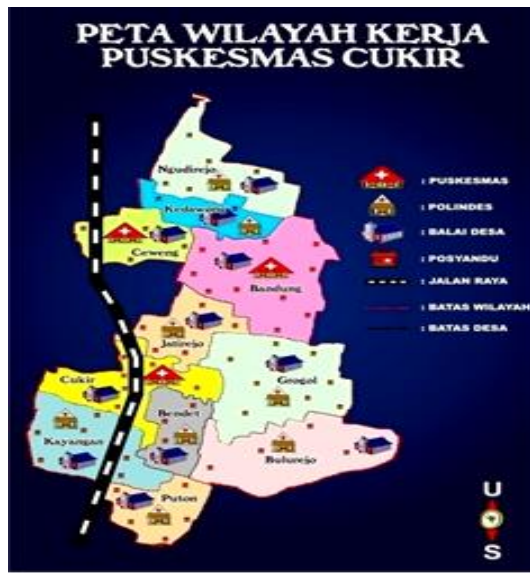 PETA WILAYAH KERJA
PUSKESMAS CUKIR
Ngudirejo
Kedawong
Ceweng
Bandung
Jatirejo
Cukir
Grogol
Bendet
Kayangan
Bulurejo
Puton
: PUSKESMAS
: POLINDES
: BALAI DESA
: POSYANDU
: JALAN RAYA
: BATAS WILAYAH
: BATAS DESA
U
S